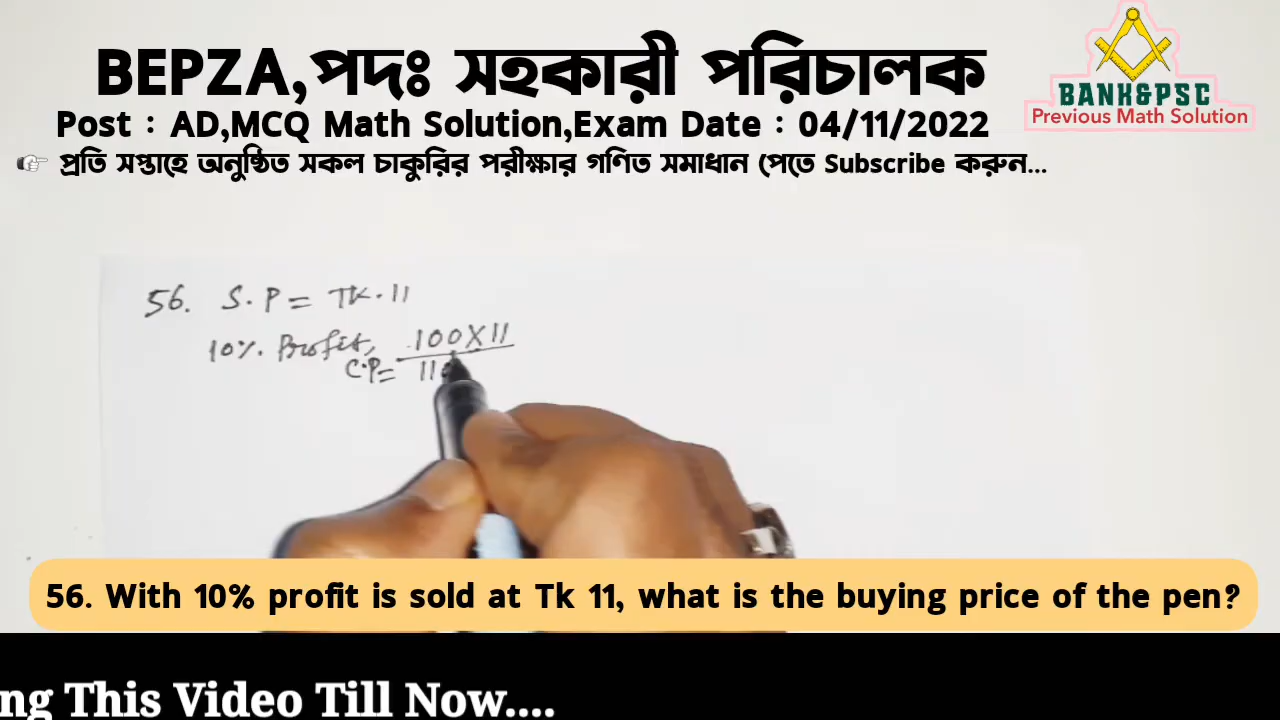 BEPZA,পদঃ সহকারী পরিচালক
Post : AD,MCQ Math Solution,Exam Date : 04/11/2022
প্রতি সপ্তাহে অনুষ্ঠিত সকল চাকুরির পরীক্ষার গণিত সমাধান পেতে Subscribe করুন...
BANK&PSC
Previous Math Solution
56. S.P = TK. 11
10%. Profit, 100X11
C.P= 110
56. With 10% profit is sold at Tk 11, what is the buying price of the pen?
ng This Video Till Now....